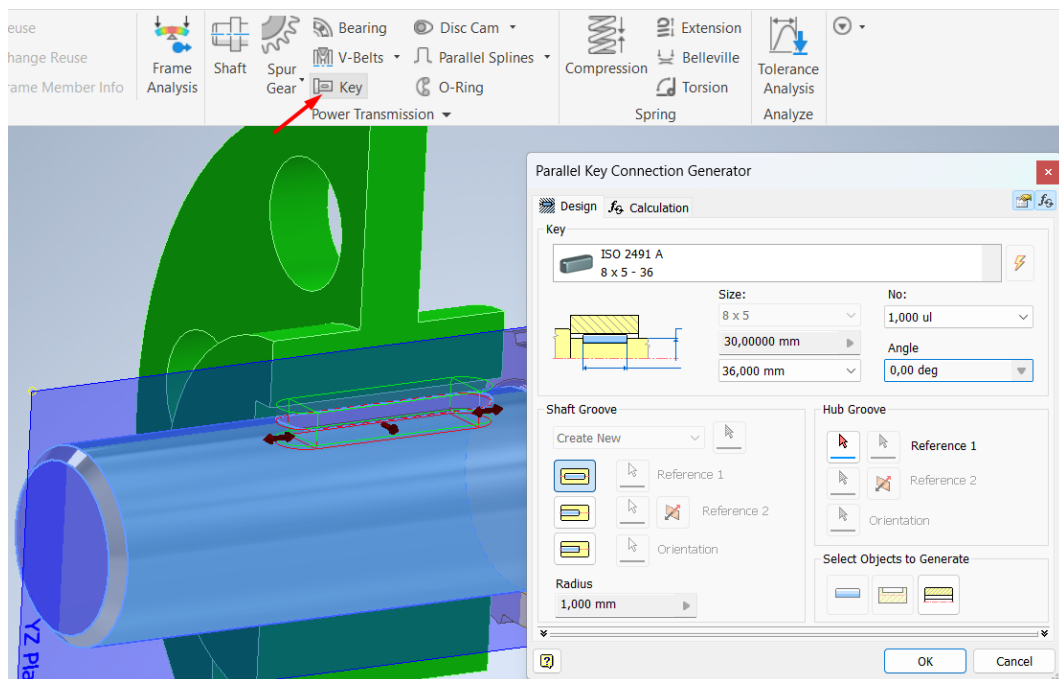 euse
Bearing
Disc Cam
Extension
hange Reuse
V-Belts
Parallel Splines
Belleville
rame Member Info
Key
O-Ring
Torsion
Frame
Analysis
Shaft
Spur
Gear
Compression
Tolerance
Analysis
Power Transmission
Spring
Analyze
Parallel Key Connection Generator
Design
fG Calculation
fG
Key
ISO 2491 A
8 x 5 - 36
Size:
No:
8 x 5
1,000 ul
30,00000 mm
Angle
36,000 mm
0,00 deg
Shaft Groove
Hub Groove
Create New
Reference 1
Reference 1
Reference 2
Reference 2
Orientation
Orientation
Select Objects to Generate
Radius
1,000 mm
?
OK
Cancel
YZ Pla